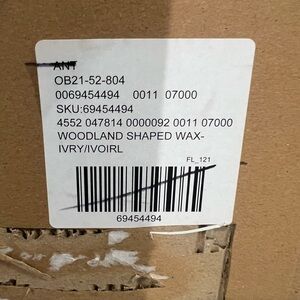 ANT
OB21-52-804
0069454494 0011 07000
SKU:69454494
4552 047814 0000092 0011 07000
WOODLAND SHAPED WAX-
IVRY/IVOIRL
FL_121
69454494